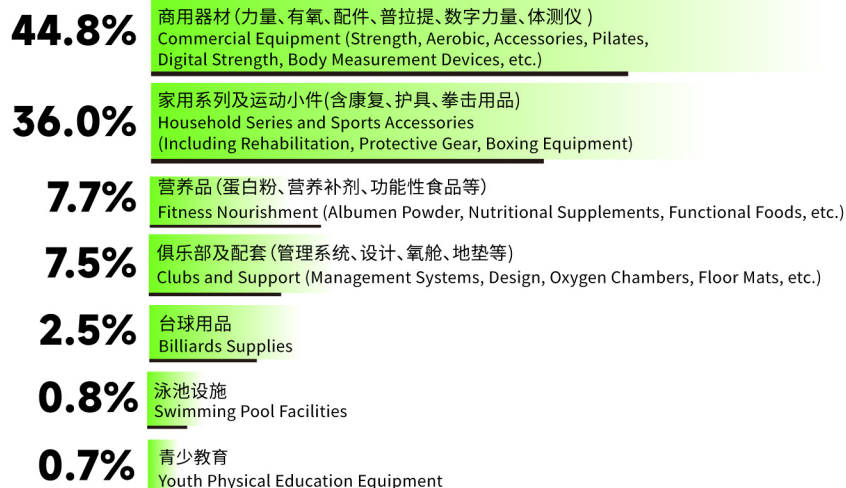 44.8%
商用器材(力量、有氧、配件、普拉提、数字力量、体测仪 )
Commercial Equipment (Strength, Aerobic, Accessories, Pilates,
Digital Strength, Body Measurement Devices, etc.)
36.0%
家用系列及运动小件(含康复、护具、拳击用品)
Household Series and Sports Accessories
(Including Rehabilitation, Protective Gear, Boxing Equipment)
7.7%
营养品(蛋白粉、营养补剂、功能性食品等)
Fitness Nourishment (Albumen Powder, Nutritional Supplements, Functional Foods, etc.)
7.5%
俱乐部及配套(管理系统、设计、氧舱、地垫等)
Clubs and Support (Management Systems, Design, Oxygen Chambers, Floor Mats, etc.)
2.5%
台球用品
Billiards Supplies
0.8%
泳池设施
Swimming Pool Facilities
0.7%
青少教育
Youth Physical Education Equipment